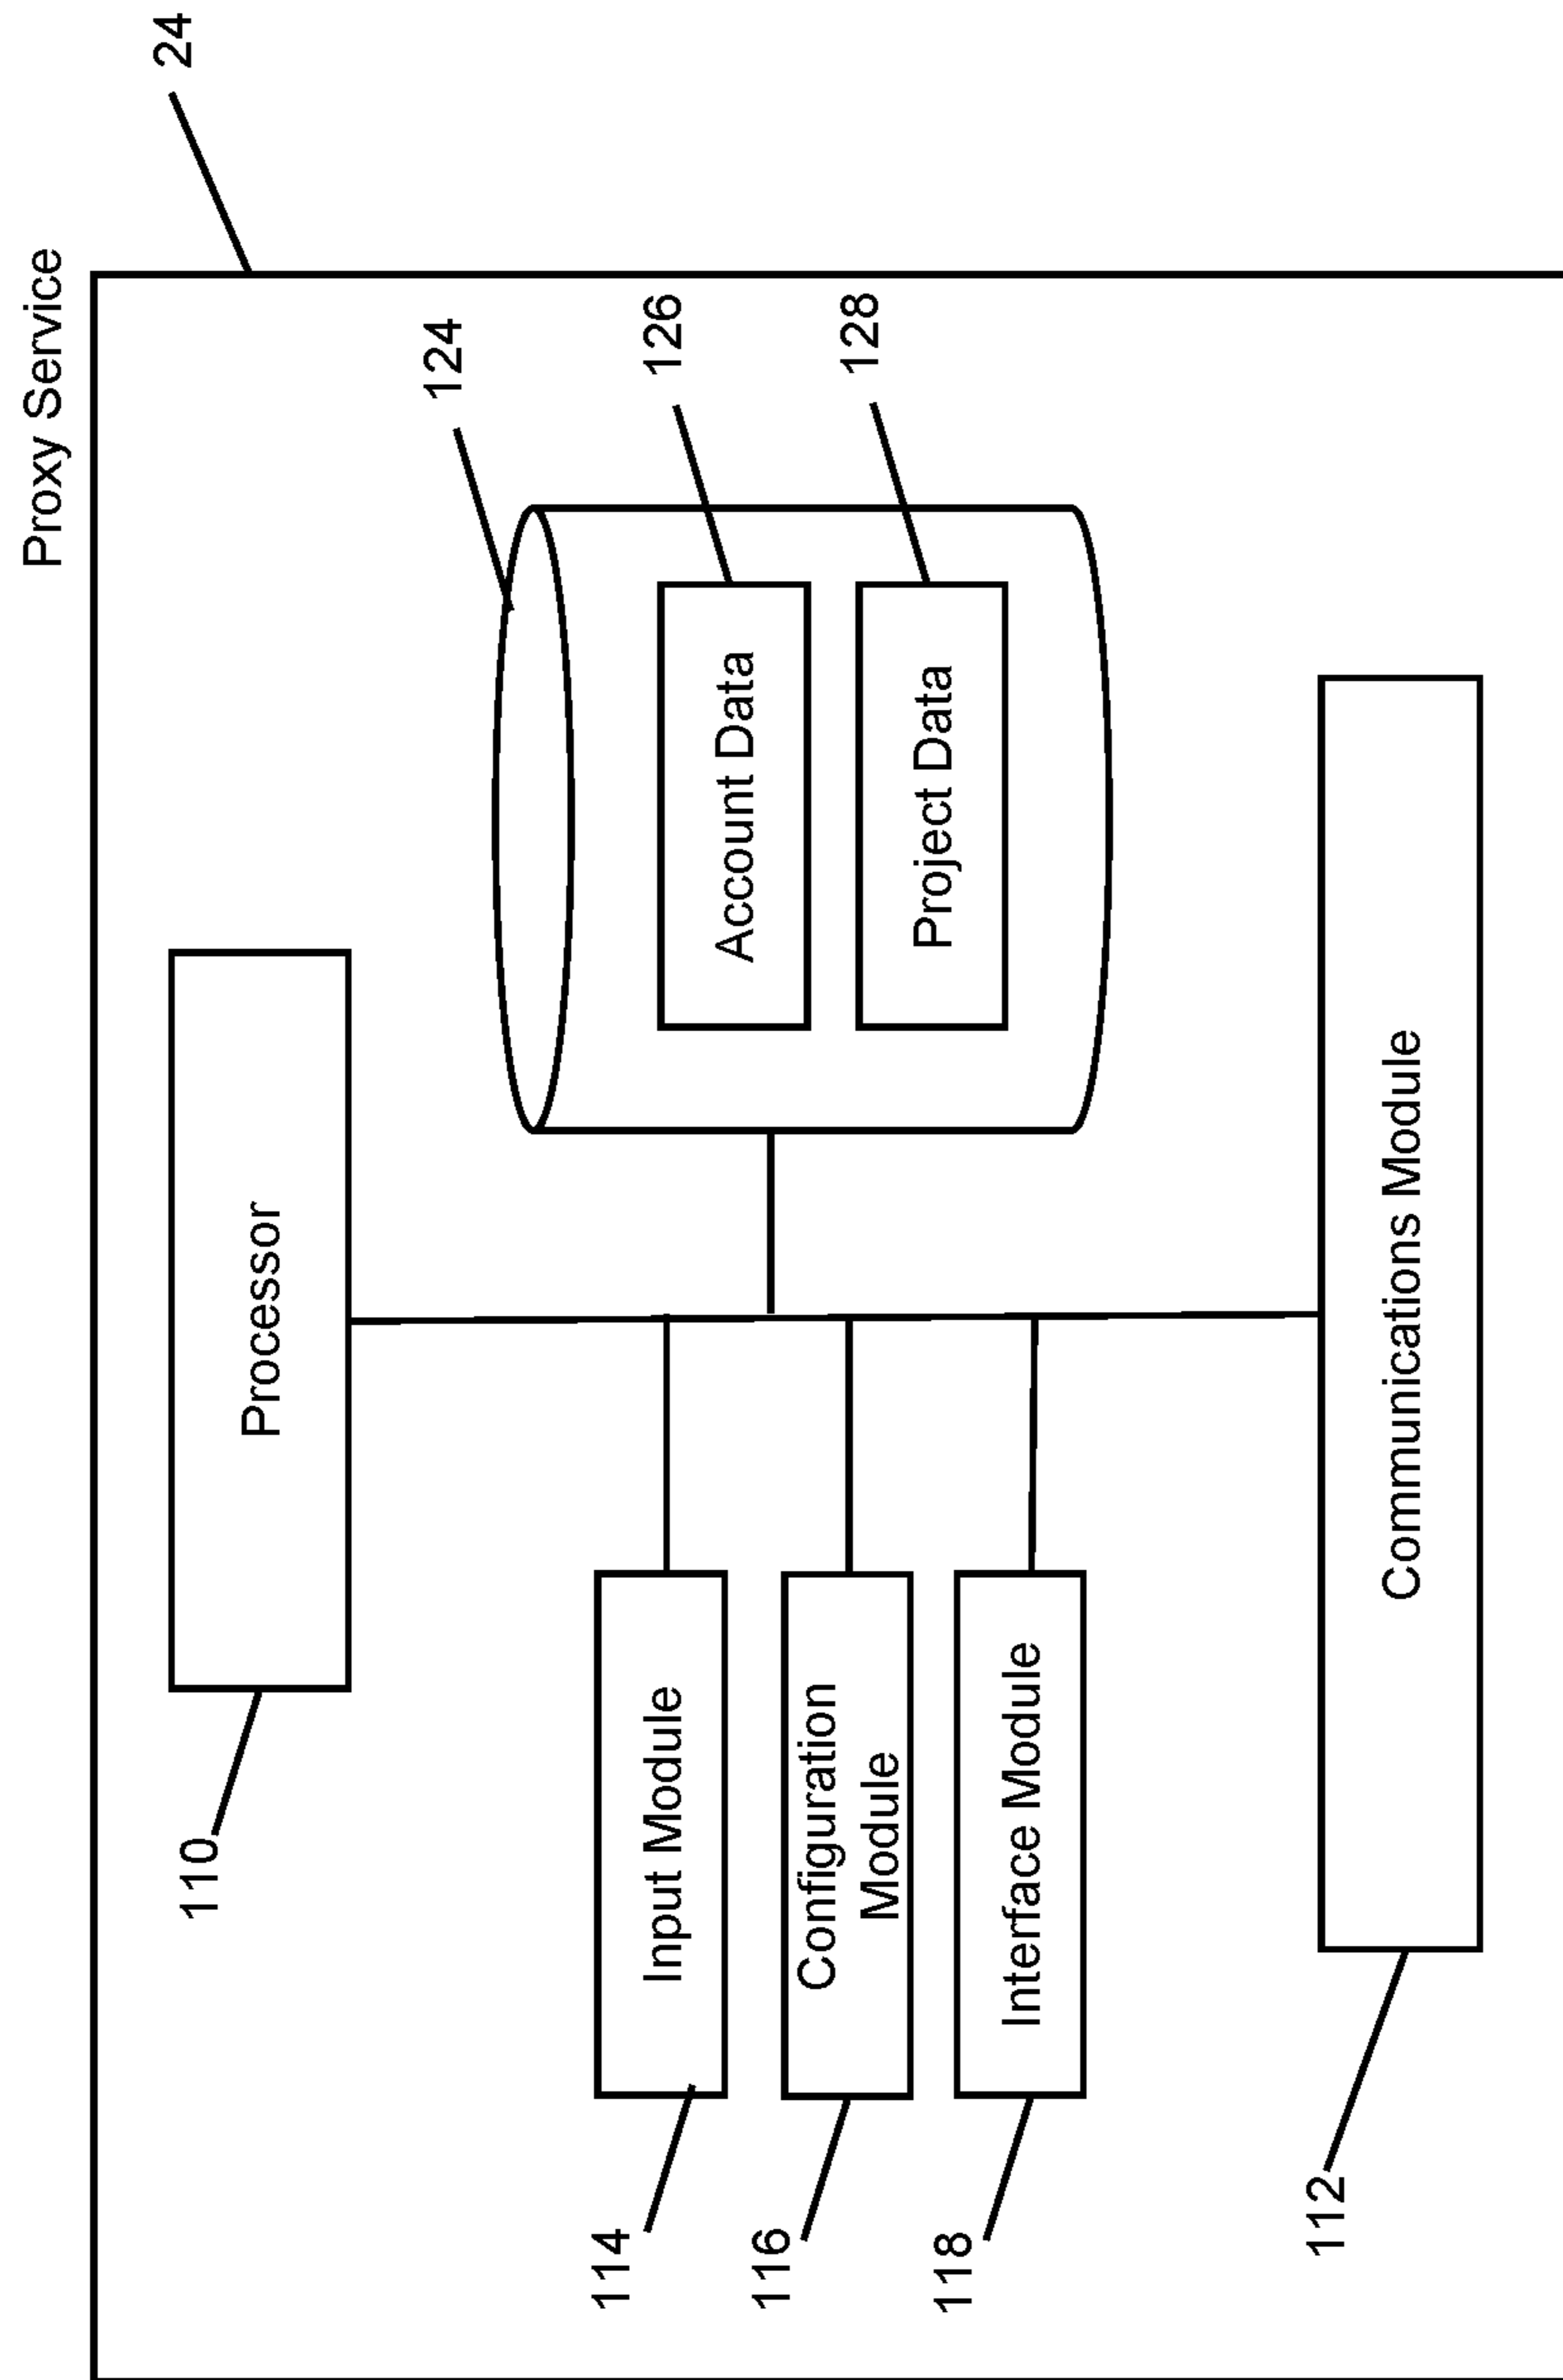 Proxy Service
24
110
Processor
124
114
Input Module
Account Data
126
116
Configuration
Module
Project Data
128
118
Interface Module
112
Communications Module